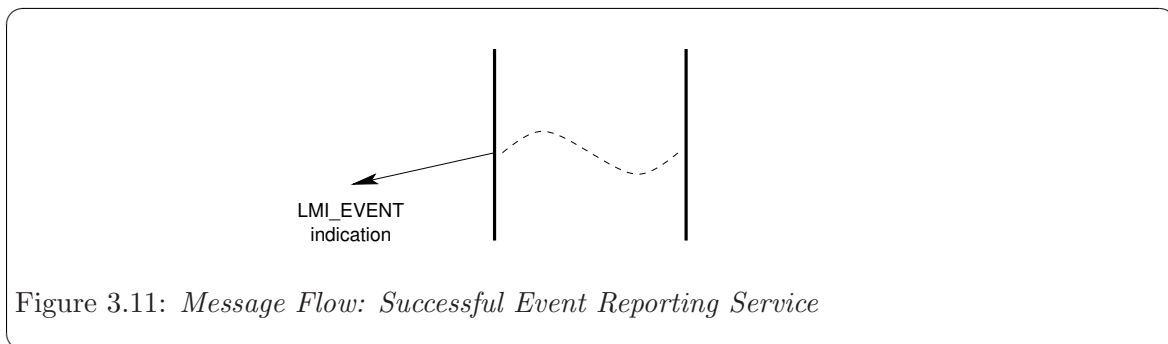 LMI_EVENT
indication
Figure 3.11: Message Flow: Successful Event Reporting Service